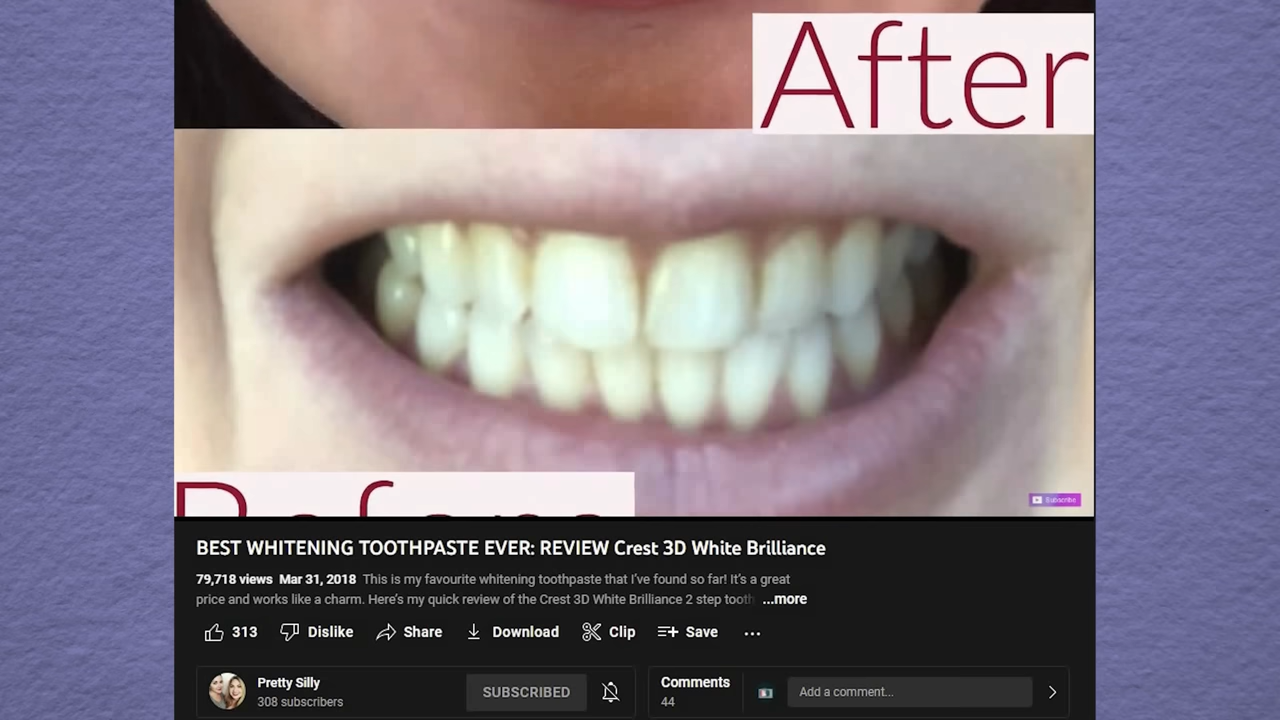 After
Before
Subscribe
BEST WHITENING TOOTHPASTE EVER: REVIEW Crest 3D White Brilliance
79,718 views Mar 31, 2018 This is my favourite whitening toothpaste that I've found so far! It's a great
price and works like a charm. Here's my quick review of the Crest 3D White Brilliance 2 step tooth ...more
313 Dislike Share Download Clip Save ...
Pretty Silly
308 subscribers
SUBSCRIBED
Comments
44
Add a comment...